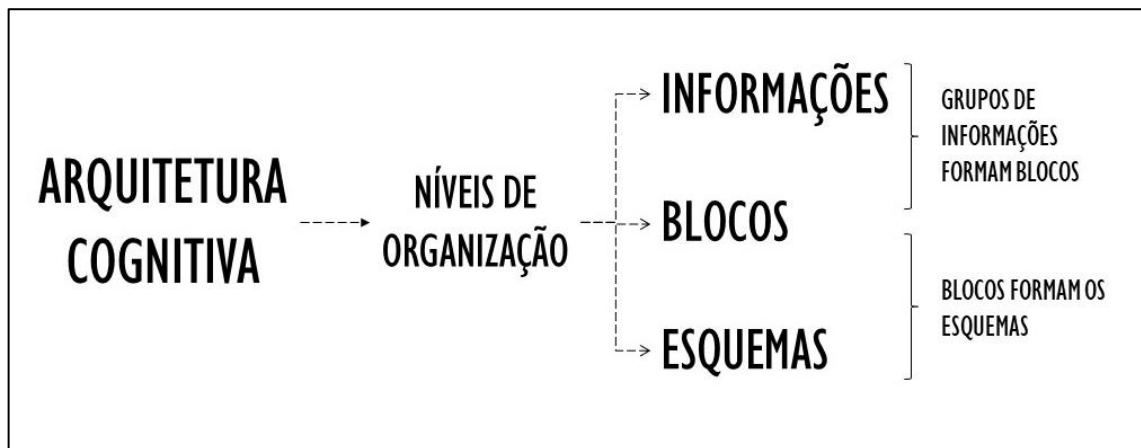 ARQUITETURA
COGNITIVA
NÍVEIS DE
ORGANIZAÇÃO
INFORMAÇÕES
BLOCOS
ESQUEMAS
GRUPOS DE
INFORMAÇÕES
FORMAM BLOCOS
BLOCOS FORMAM OS
ESQUEMAS